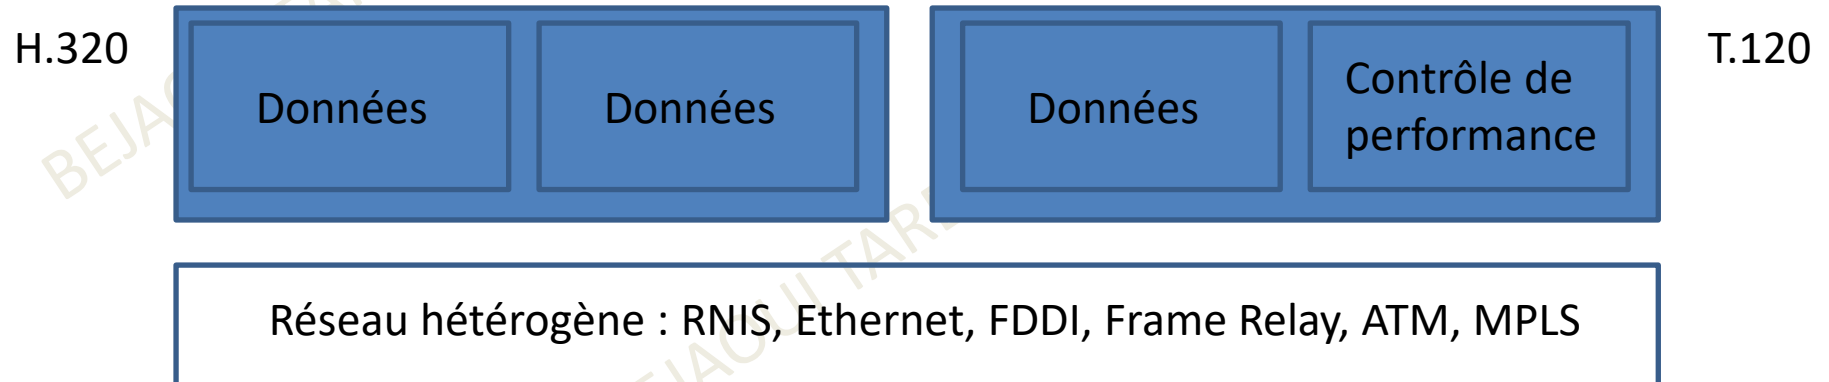 H.320
Données
Données
Données
Contrôle de
performance
T.120
Réseau hétérogène : RNIS, Ethernet, FDDI, Frame Relay, ATM, MPLS